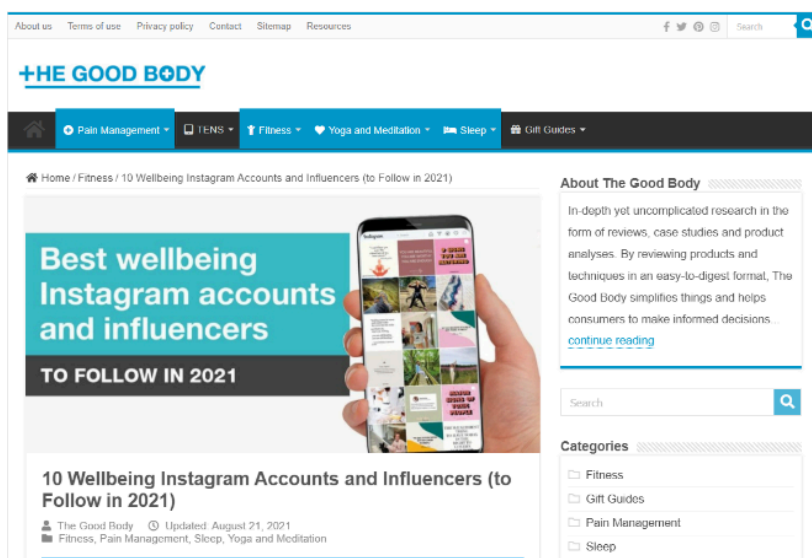 About us Terms of use Privacy policy Contact Sitemap Resources
Search
THE GOOD BODY
Pain Management TENS Fitness Yoga and Meditation Sleep Gift Guides
Home / Fitness / 10 Wellbeing Instagram Accounts and Influencers (to Follow in 2021)
Best wellbeing
Instagram accounts
and influencers
TO FOLLOW IN 2021
Instagram
10 Wellbeing Instagram Accounts and Influencers (to
Follow in 2021)
The Good Body Updated: August 21, 2021
Fitness, Pain Management, Sleep, Yoga and Meditation
About The Good Body
In-depth yet uncomplicated research in the
form of reviews, case studies and product
analyses. By reviewing products and
techniques in an easy-to-digest format, The
Good Body simplifies things and helps
consumers to make informed decisions...
continue reading
Search
Categories
Fitness
Gift Guides
Pain Management
Sleep